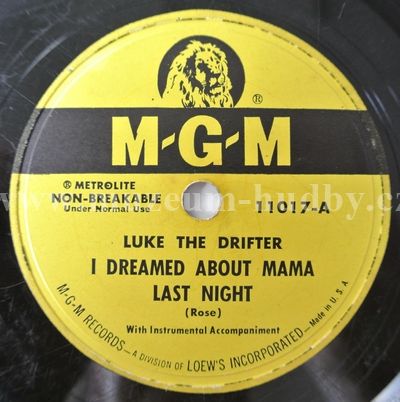 ®
M-G-M
® METROLITE
NON-BREAKABLE
Under Normal Use
11017-A
LUKE THE DRIFTER
I DREAMED ABOUT MAMA
LAST NIGHT
(Rose)
With Instrumental Accompaniment
M-G-M RECORDS—A DIVISION OF LOEW'S INCORPORATED—Made in U. S. A